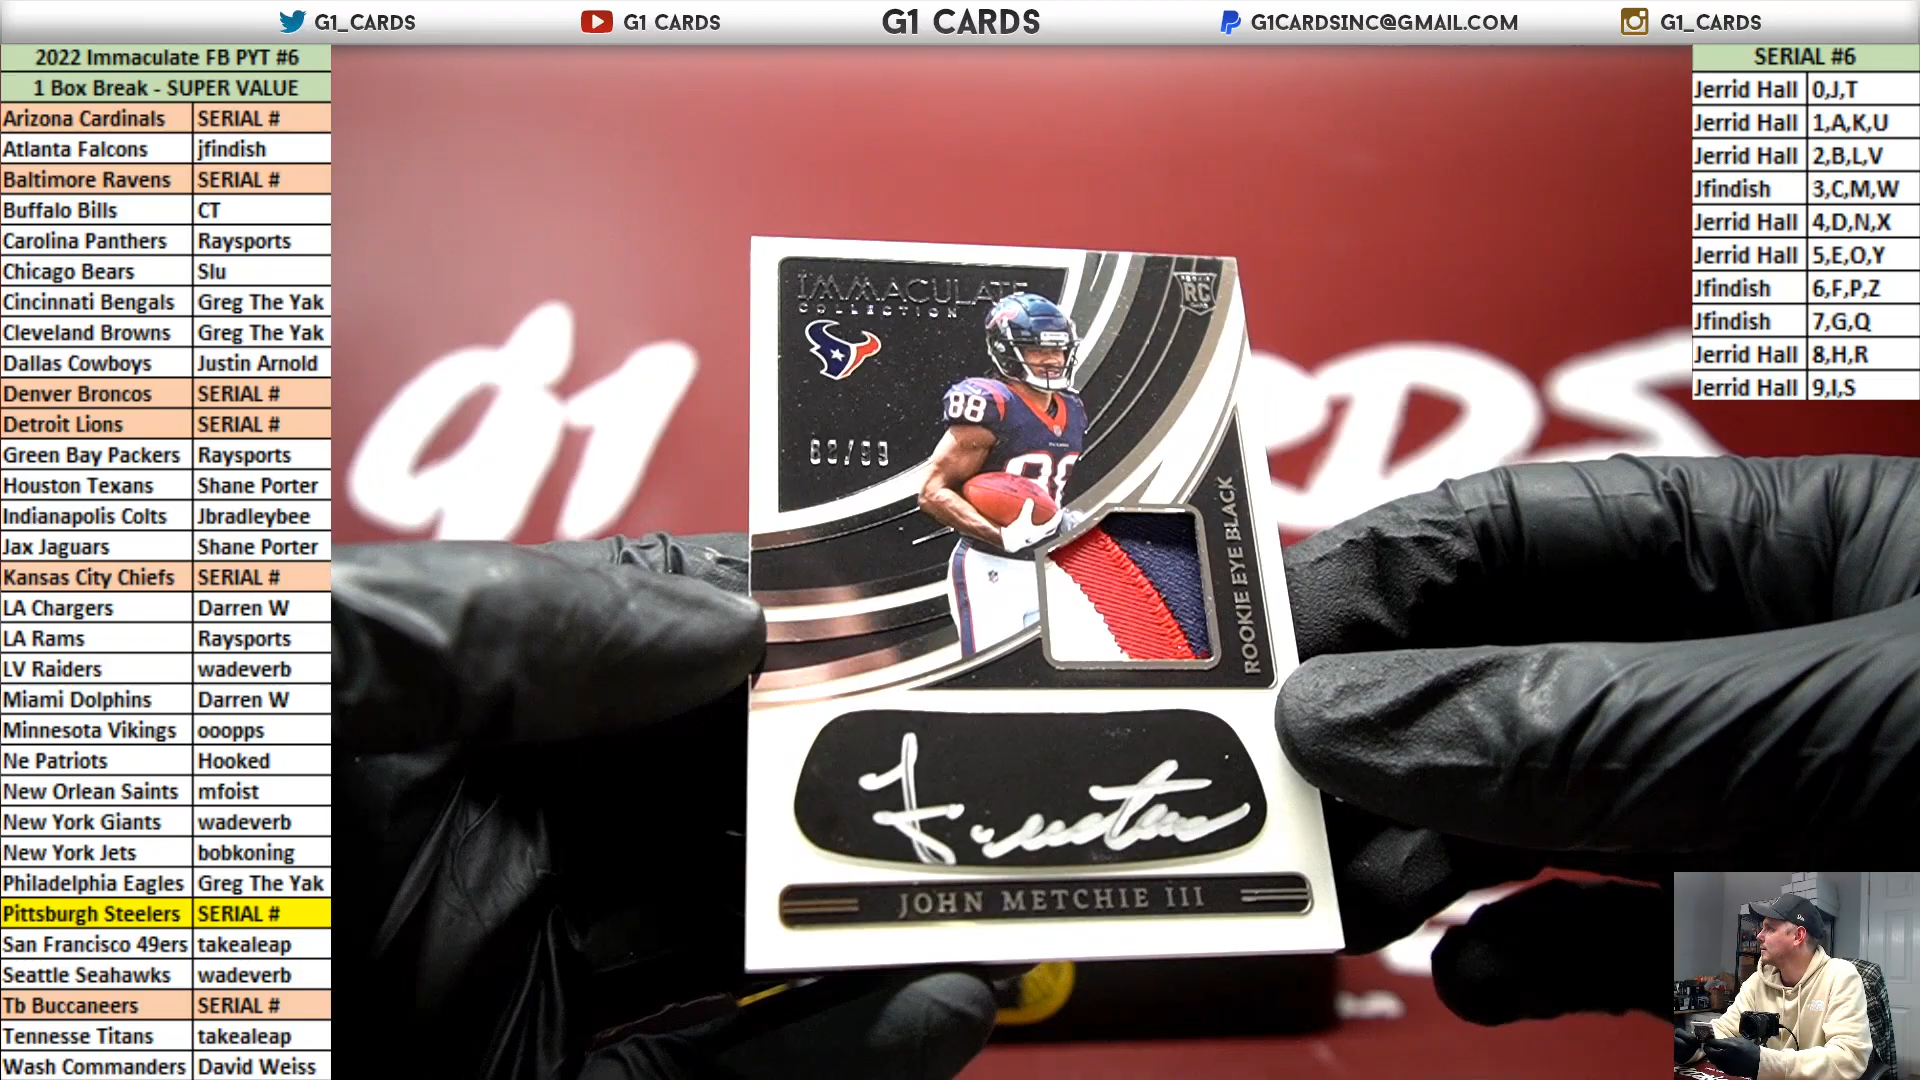 G1_CARDS
G1 CARDS
G1 CARDS
G1CARDSINC@GMAIL.COM
G1_CARDS
2022 Immaculate FB PYT #6
1 Box Break - SUPER VALUE
Arizona Cardinals SERIAL #
Atlanta Falcons jfindish
Baltimore Ravens SERIAL #
Buffalo Bills CT
Carolina Panthers Raysports
Chicago Bears Slu
Cincinnati Bengals Greg The Yak
Cleveland Browns Greg The Yak
Dallas Cowboys Justin Arnold
Denver Broncos SERIAL #
Detroit Lions SERIAL #
Green Bay Packers Raysports
Houston Texans Shane Porter
Indianapolis Colts Jbradleybee
Jax Jaguars Shane Porter
Kansas City Chiefs SERIAL #
LA Chargers Darren W
LA Rams Raysports
LV Raiders wadeverb
Miami Dolphins Darren W
Minnesota Vikings ooopps
Ne Patriots Hooked
New Orlean Saints mfoist
New York Giants wadeverb
New York Jets bobkoning
Philadelphia Eagles Greg The Yak
Pittsburgh Steelers SERIAL #
San Francisco 49ers takealeap
Seattle Seahawks wadeverb
Tb Buccaneers SERIAL #
Tennesse Titans takealeap
Wash Commanders David Weiss
IMMACULATE
COLLECTION
RC
88
88
ROOKIE EYE BLACK
JOHN METCHIE III
SERIAL #6
Jerrid Hall 0,J,T
Jerrid Hall 1,A,K,U
Jerrid Hall 2,B,L,V
Jfindish 3,C,M,W
Jerrid Hall 4,D,N,X
Jerrid Hall 5,E,O,Y
Jfindish 6,F,P,Z
Jfindish 7,G,Q
Jerrid Hall 8,H,R
Jerrid Hall 9,I,S